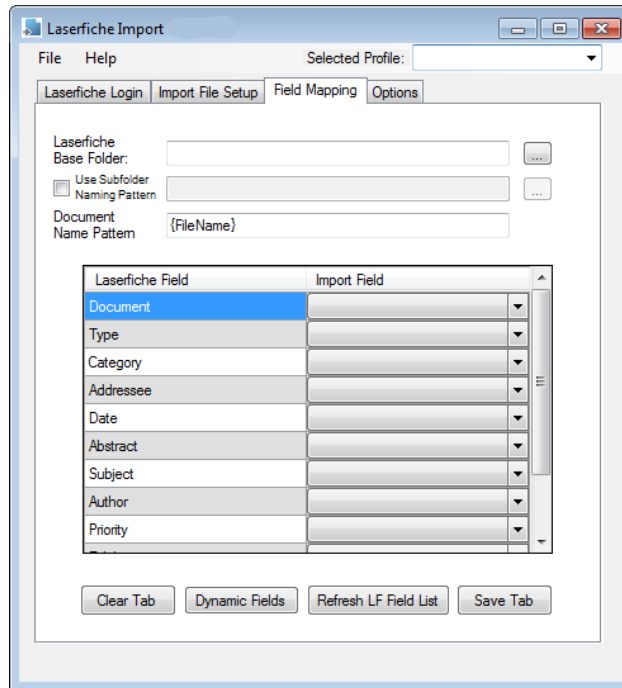 Laserfiche Import
File Help Selected Profile:
Laserfiche Login Import File Setup Field Mapping Options
Laserfiche
Base Folder:
...
Use Subfolder
Naming Pattern
...
Document
Name Pattern
{FileName}
Laserfiche Field Import Field
Document
Type
Category
Addressee
Date
Abstract
Subject
Author
Priority
Clear Tab Dynamic Fields Refresh LF Field List Save Tab